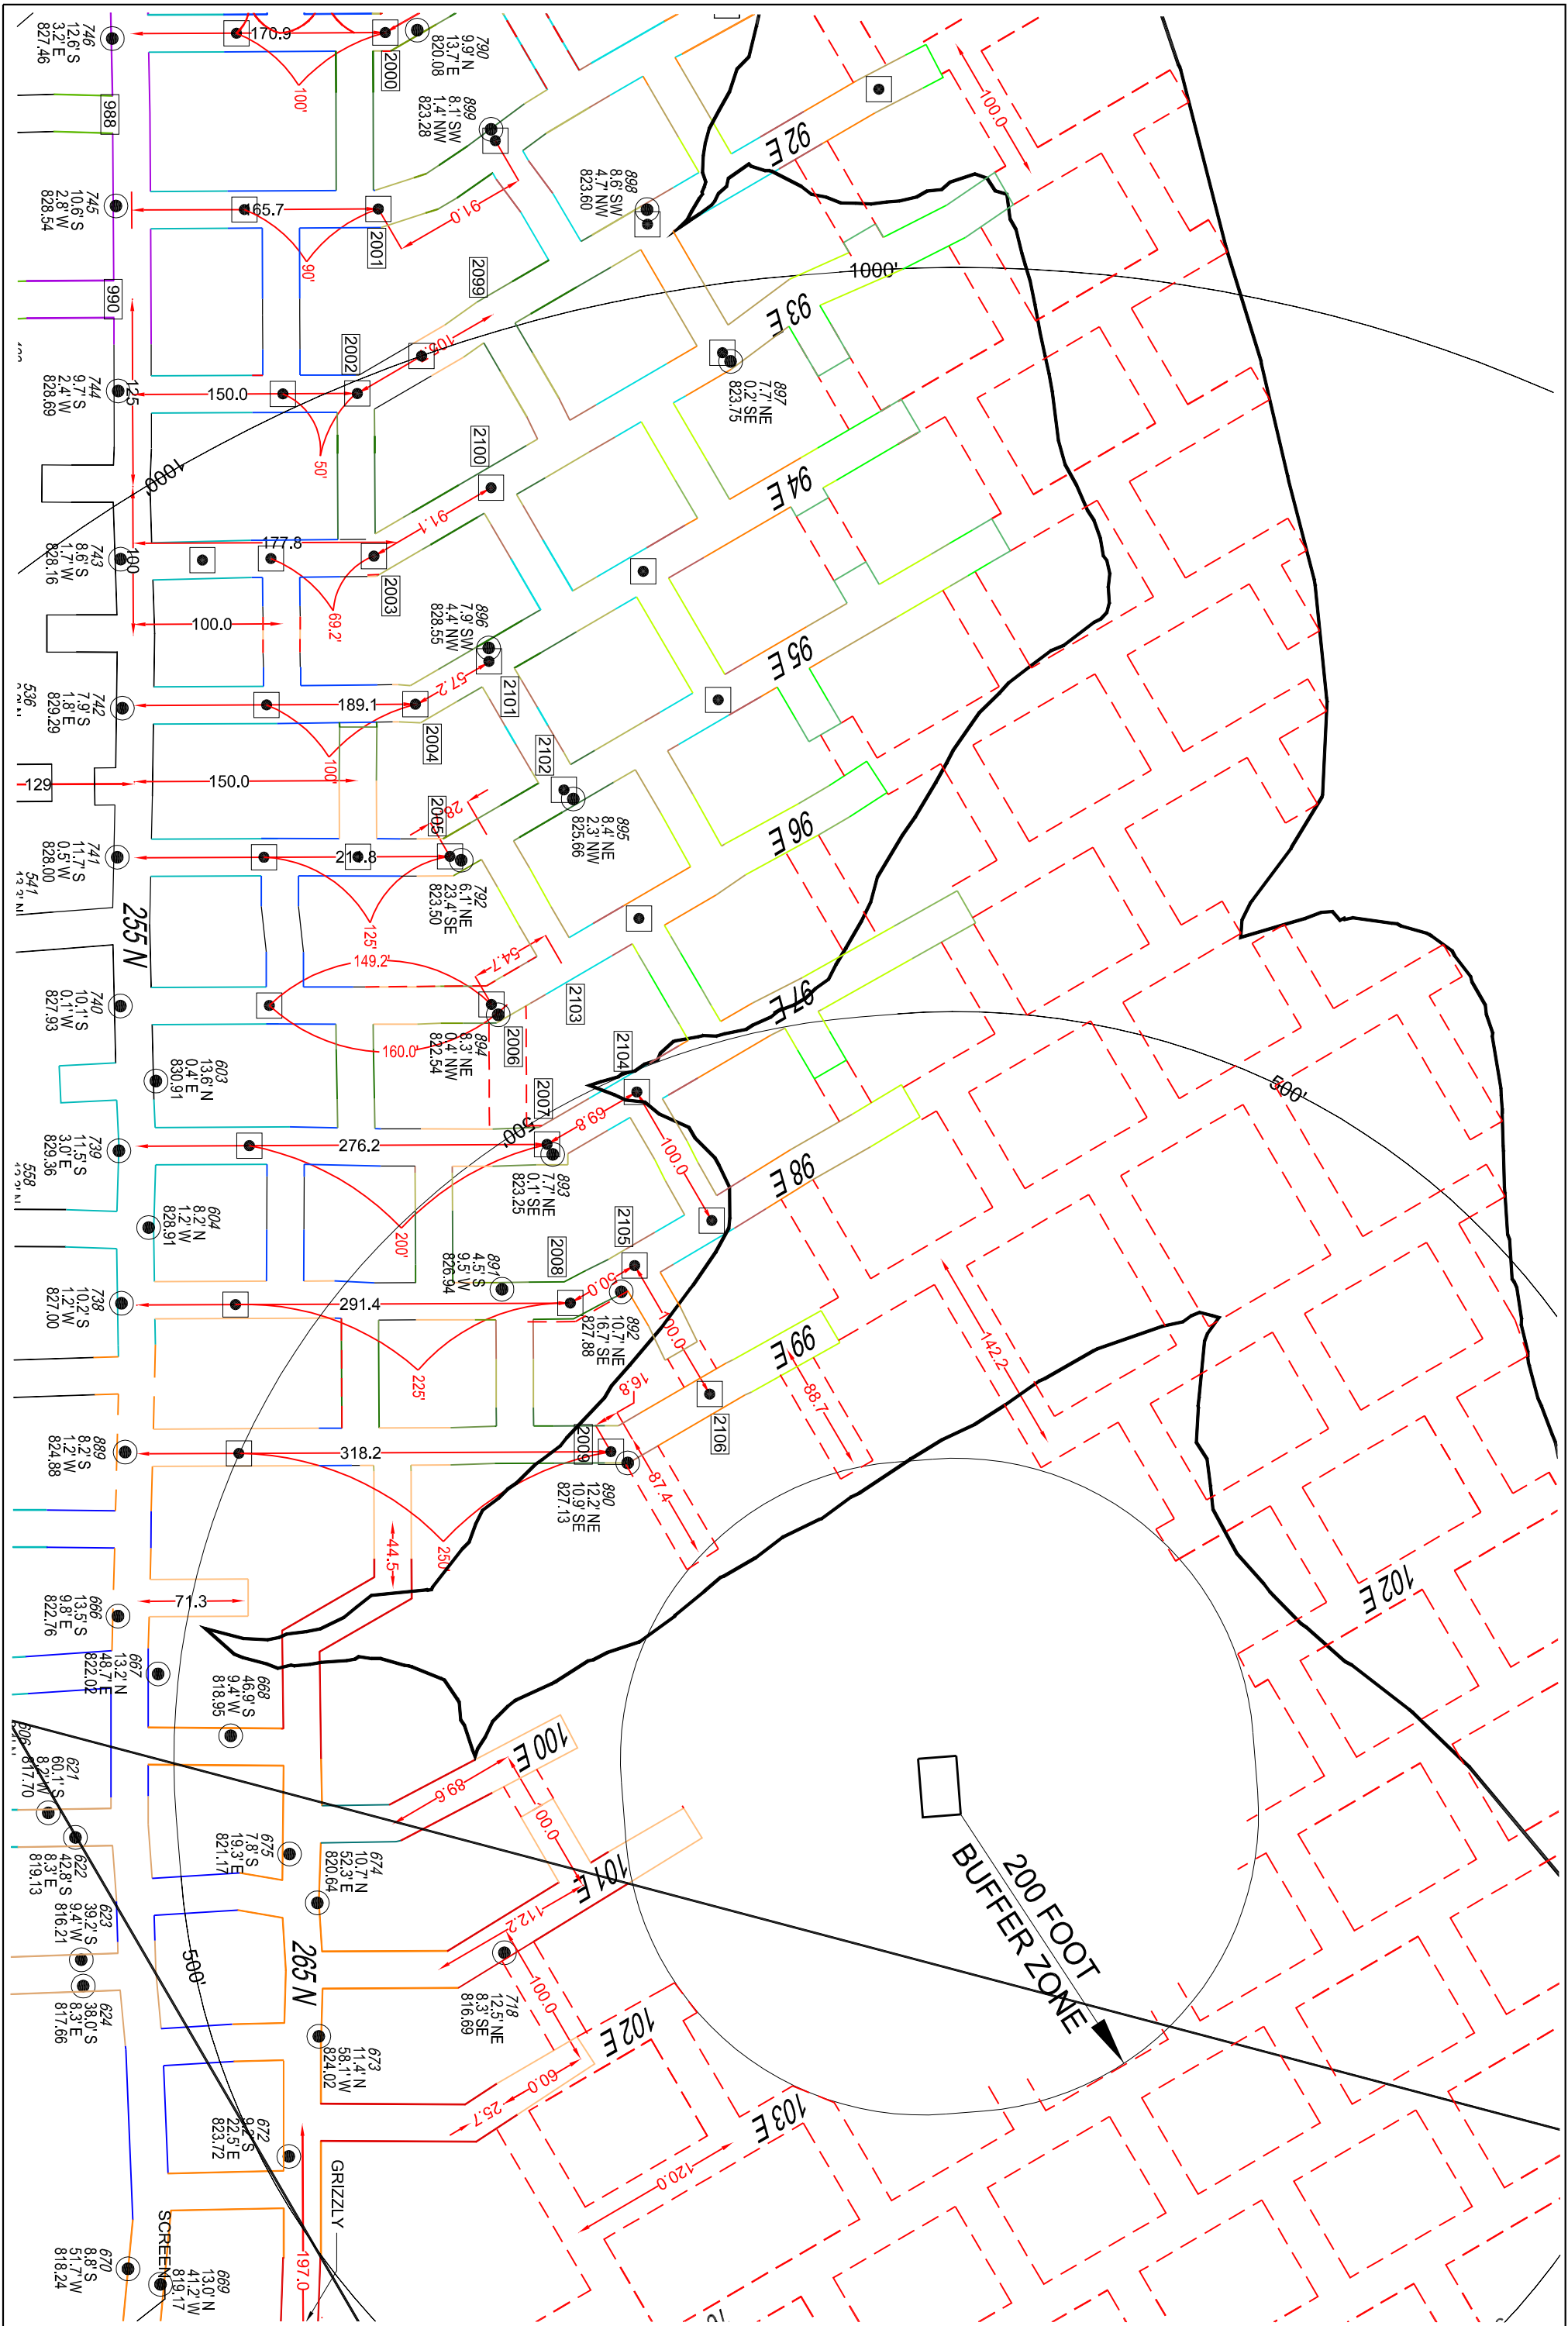 746
12.6' S
3.2' E
827.46
988
745
10.6' S
2.8' W
828.54
990
744
9.7' S
2.4' W
828.69
743
8.6' S
1.7' W
828.16
742
7.9' S
1.8' E
829.29
536
129
741
11.7' S
0.5' W
828.00
541
255 N
740
10.1' S
0.1' W
827.93
603
13.6' N
0.4' E
830.91
739
11.5' S
3.0' E
829.36
558
604
8.2' N
1.2' W
828.91
738
10.2' S
1.2' W
827.00
889
8.2' S
1.2' W
824.88
666
13.5' S
9.8' E
822.76
667
13.2' N
48.7' E
822.02
668
46.9' S
9.4' W
818.95
606
817.70
621
60.1' S
8.2' W
622
42.8' S
8.3' E
819.13
623
39.2' S
9.4' W
816.21
624
38.0' S
8.3' E
817.66
675
7.8' S
19.3' E
821.17
674
10.7' N
52.3' E
820.64
265 N
673
11.4' N
58.1' W
824.02
672
9.2' S
22.5' E
823.72
670
8.8' S
51.7' W
818.24
669
13.0' N
41.2' W
819.17
SCREEN
GRIZZLY
197.0
790
9.9' N
13.7' E
820.08
899
8.1' SW
1.4' NW
823.28
898
8.6' SW
4.7' NW
823.60
897
7.7' NE
0.2' SE
823.75
896
7.9' SW
4.4' NW
828.55
895
8.4' NE
2.3' NW
825.66
792
6.1' NE
23.4' SE
823.50
894
8.3' NE
0.4' NW
822.54
893
7.7' NE
0.1' SE
823.25
891
4.5' S
9.5' W
826.94
892
10.7' NE
16.7' SE
827.88
890
12.2' NE
10.9' SE
827.13
718
12.5' NE
8.3' SE
816.69
2000
2001
2002
2003
2004
2005
2006
2007
2008
2009
2099
2100
2101
2102
2103
2104
2105
2106
170.9
100'
165.7
90'
91.0
125
150.0
50'
100
177.8
69.2'
91.1
100.0
189.1
100'
57.2
150.0
125'
28
149.2'
160.0'
54.7
276.2
200'
69.8
100.0
291.4
225'
50.0
100.0
318.2
250'
16.8
87.4
88.7
142.2
44.5
71.3
89.6
100.0
112.2
100.0
60.0
25.7
120.0
100.0
1000'
1000'
500'
500'
500'
92 E
93 E
94 E
95 E
96 E
97 E
98 E
99 E
100 E
101 E
102 E
103 E
102 E
200 FOOT
BUFFER ZONE